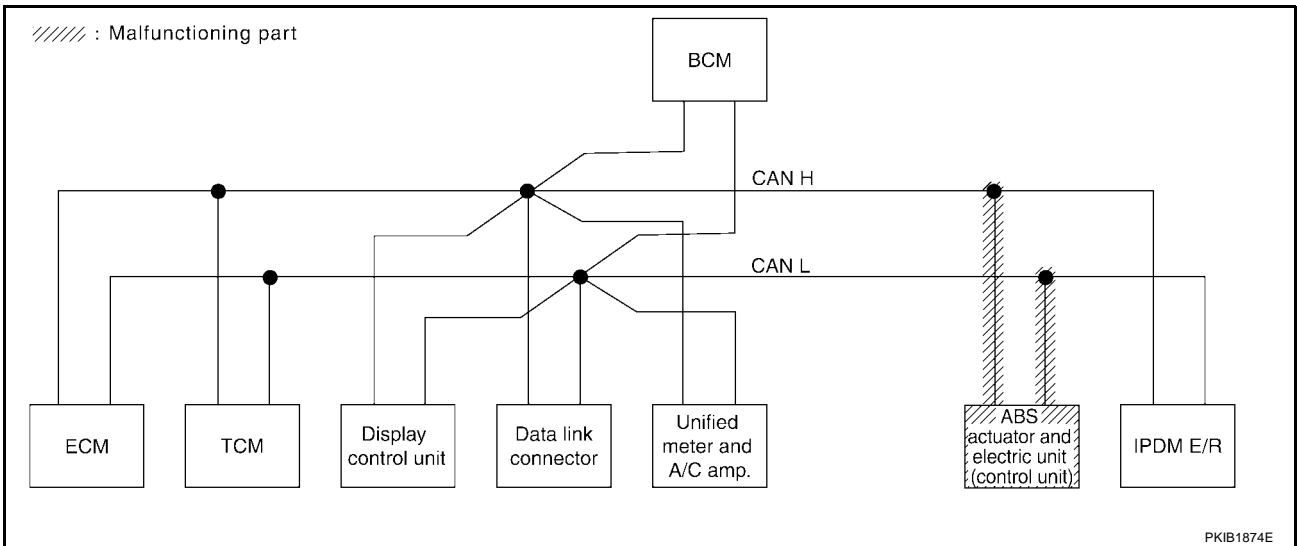 : Malfunctioning part
BCM
CAN H
CAN L
ECM
TCM
Display
control unit
Data link
connector
Unified
meter and
A/C amp.
ABS
actuator and
electric unit
(control unit)
IPDM E/R
PKIB1874E